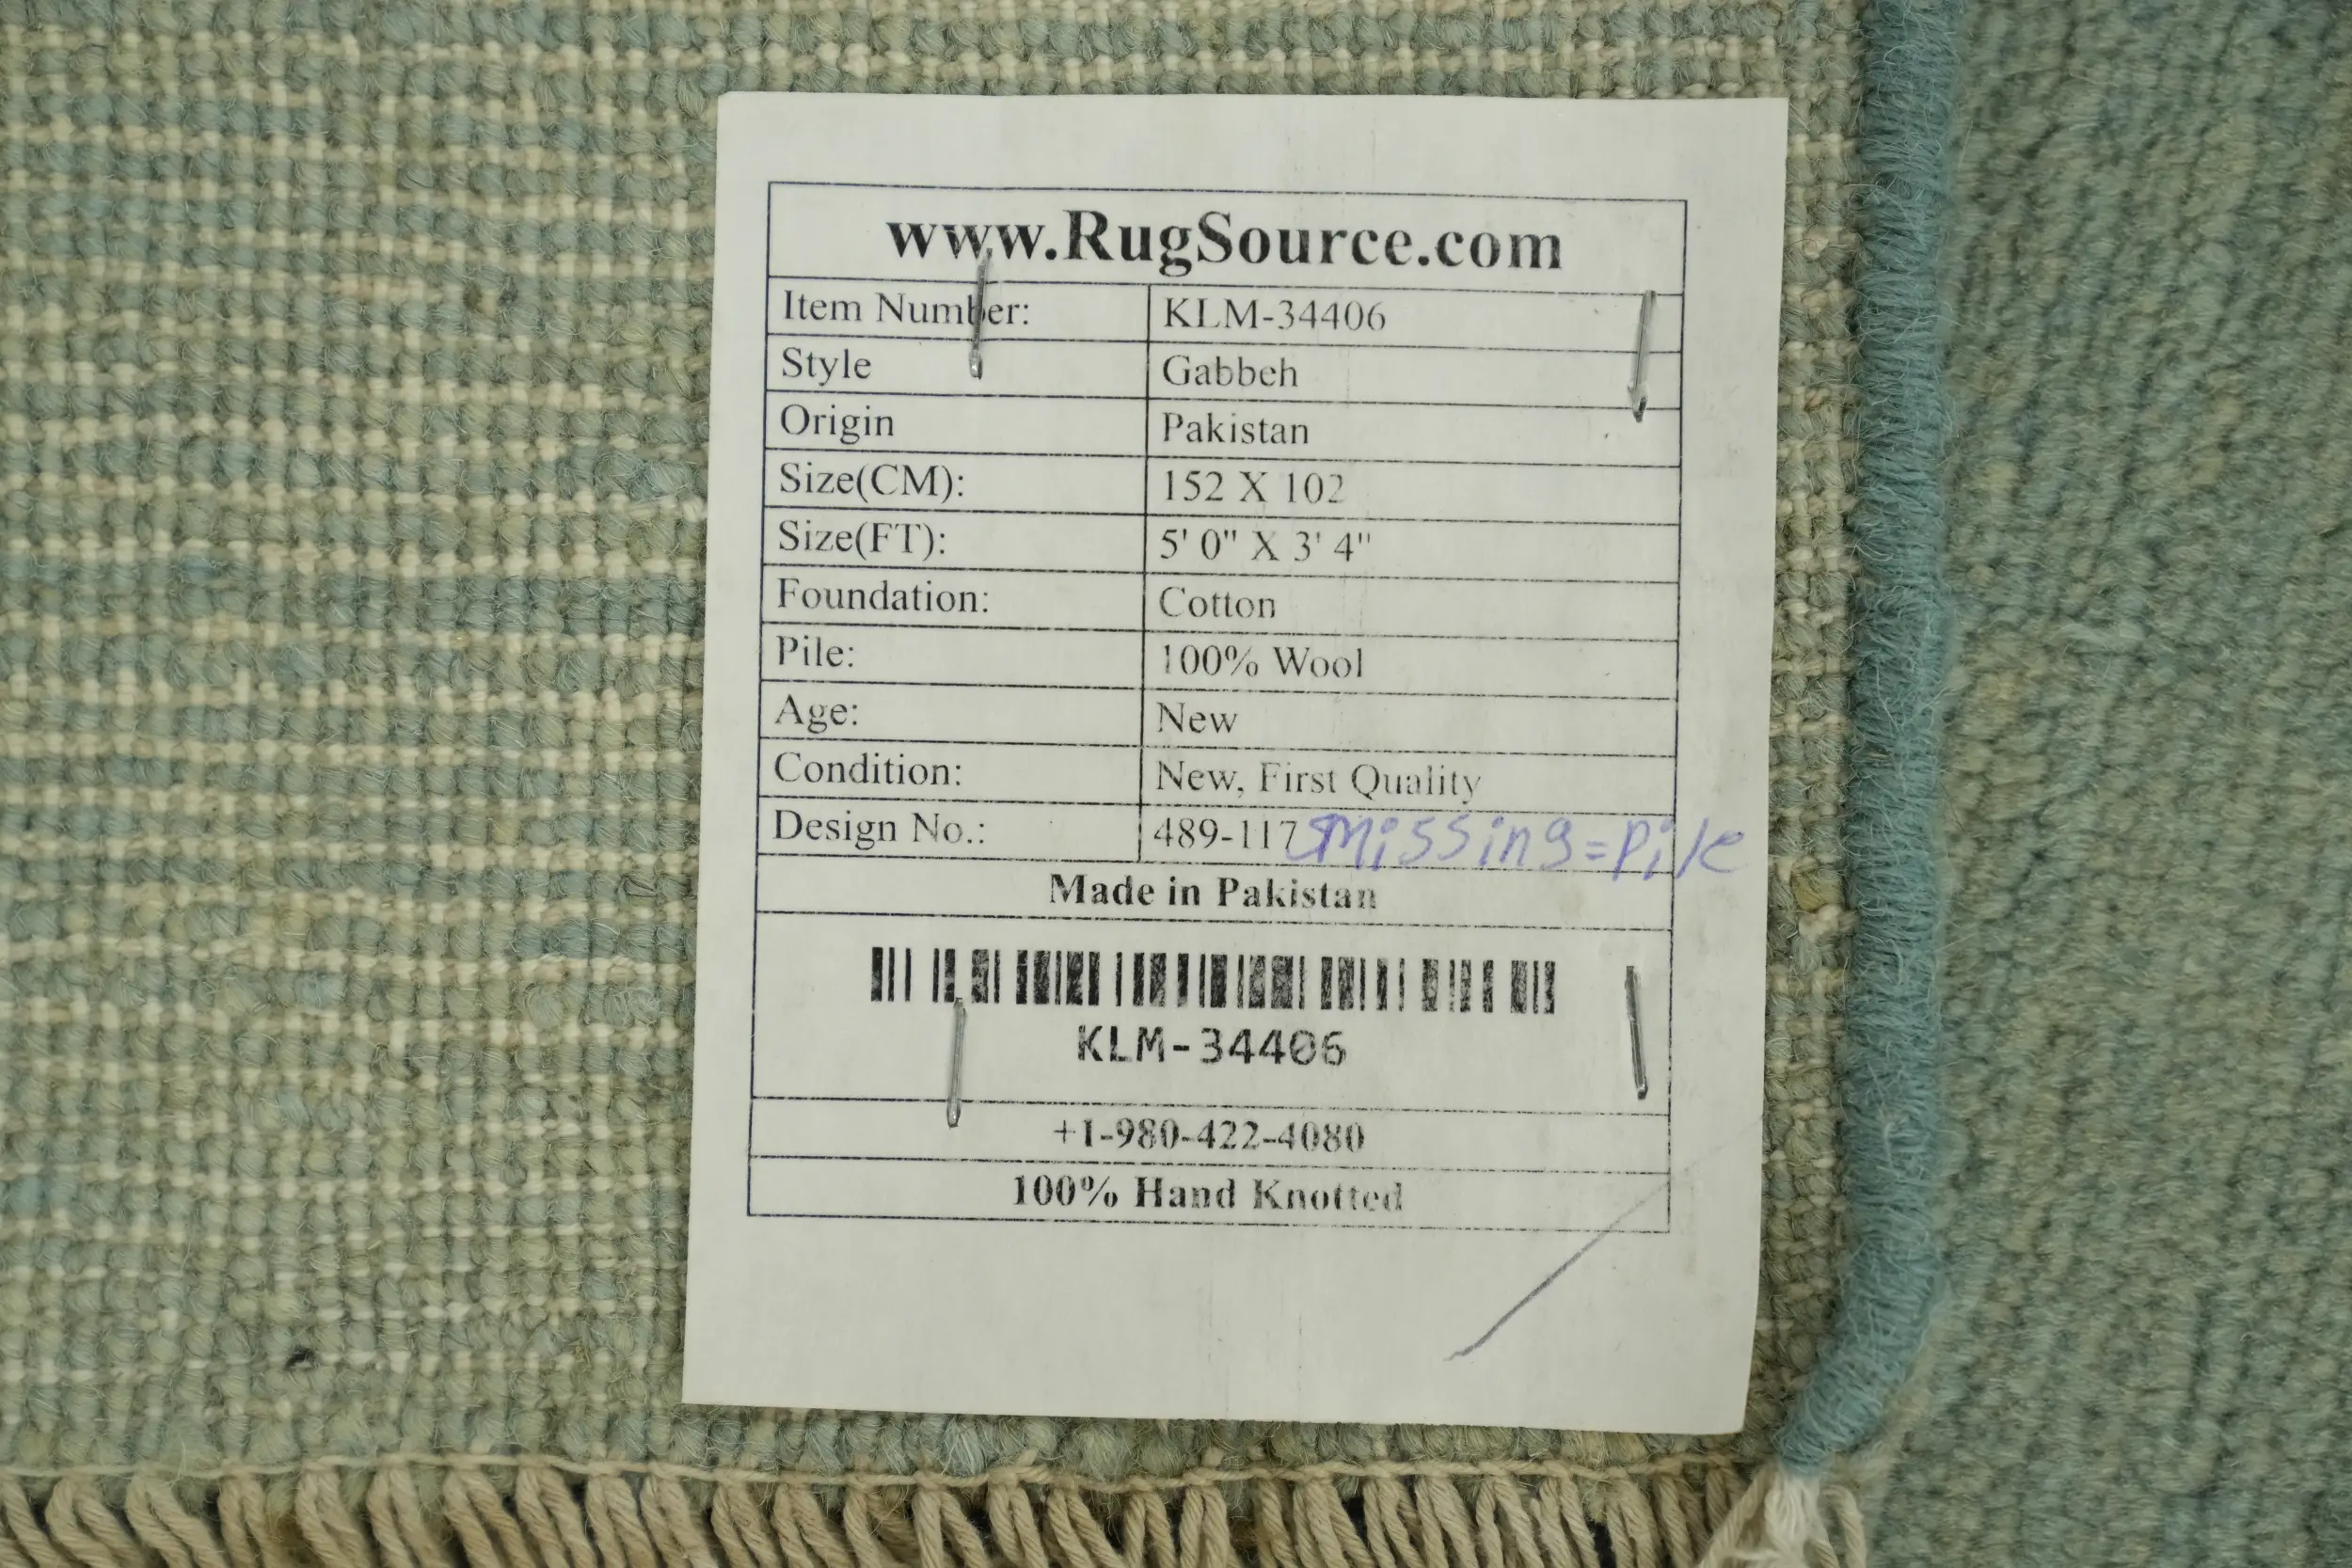 www.RugSource.com
Item Number: KLM-34406
Style Gabbeh
Origin Pakistan
Size(CM): 152 X 102
Size(FT): 5' 0" X 3' 4"
Foundation: Cotton
Pile: 100% Wool
Age: New
Condition: New, First Quality
Design No.: 489-117 Missing=Pile
Made in Pakistan
KLM-34406
+1-980-422-4080
100% Hand Knotted